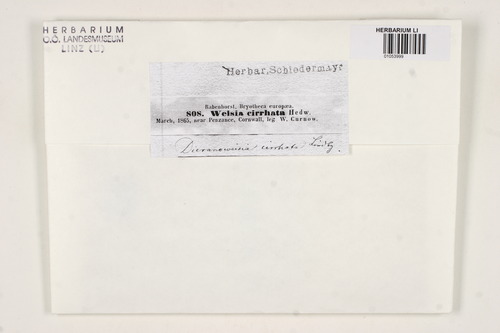 HERBARIUM
O.Ö. LANDESMUSEUM
LINZ (LI)
HERBARIUM LI
01053999
Herbar. Schiedermayr
Rabenhorst, Bryotheca europaea.
808. Weisia cirrhata Hedw.
March, 1865, near Penzance, Cornwall, leg W. Curnow.
Dicranoweisia cirrhata Lindb.